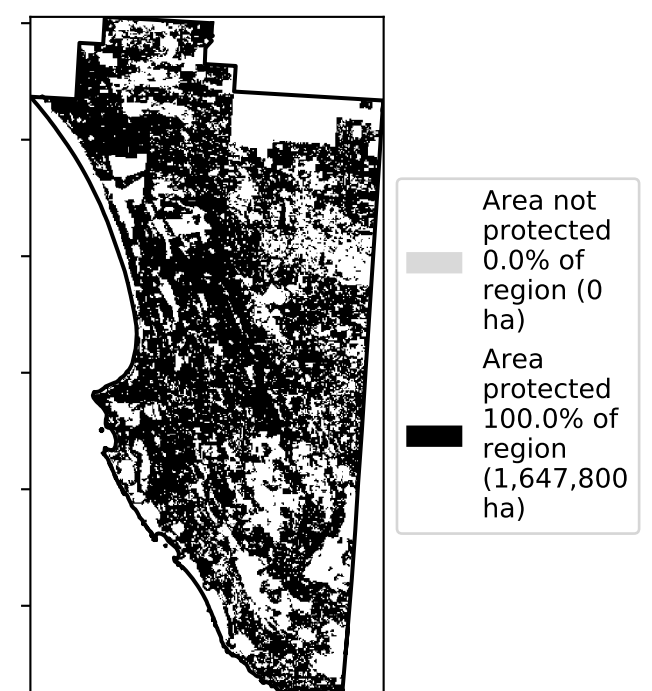 Area not
protected
0.0% of
region (0
ha)
Area
protected
100.0% of
region
(1,647,800
ha)